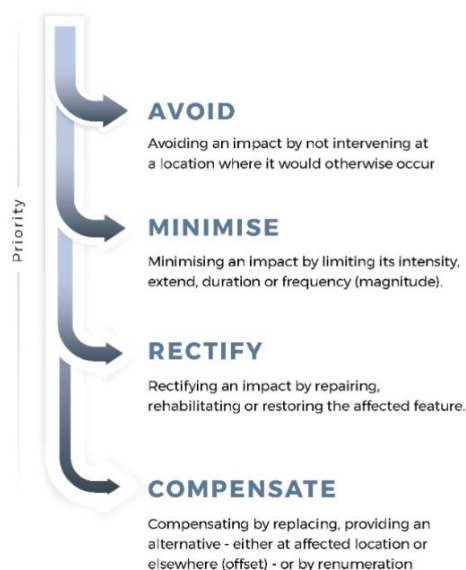 Priority
AVOID
Avoiding an impact by not intervening at
a location where it would otherwise occur
MINIMISE
Minimising an impact by limiting its intensity,
extend, duration or frequency (magnitude).
RECTIFY
Rectifying an impact by repairing,
rehabilitating or restoring the affected feature.
COMPENSATE
Compensating by replacing, providing an
alternative - either at affected location or
elsewhere (offset) - or by renumeration